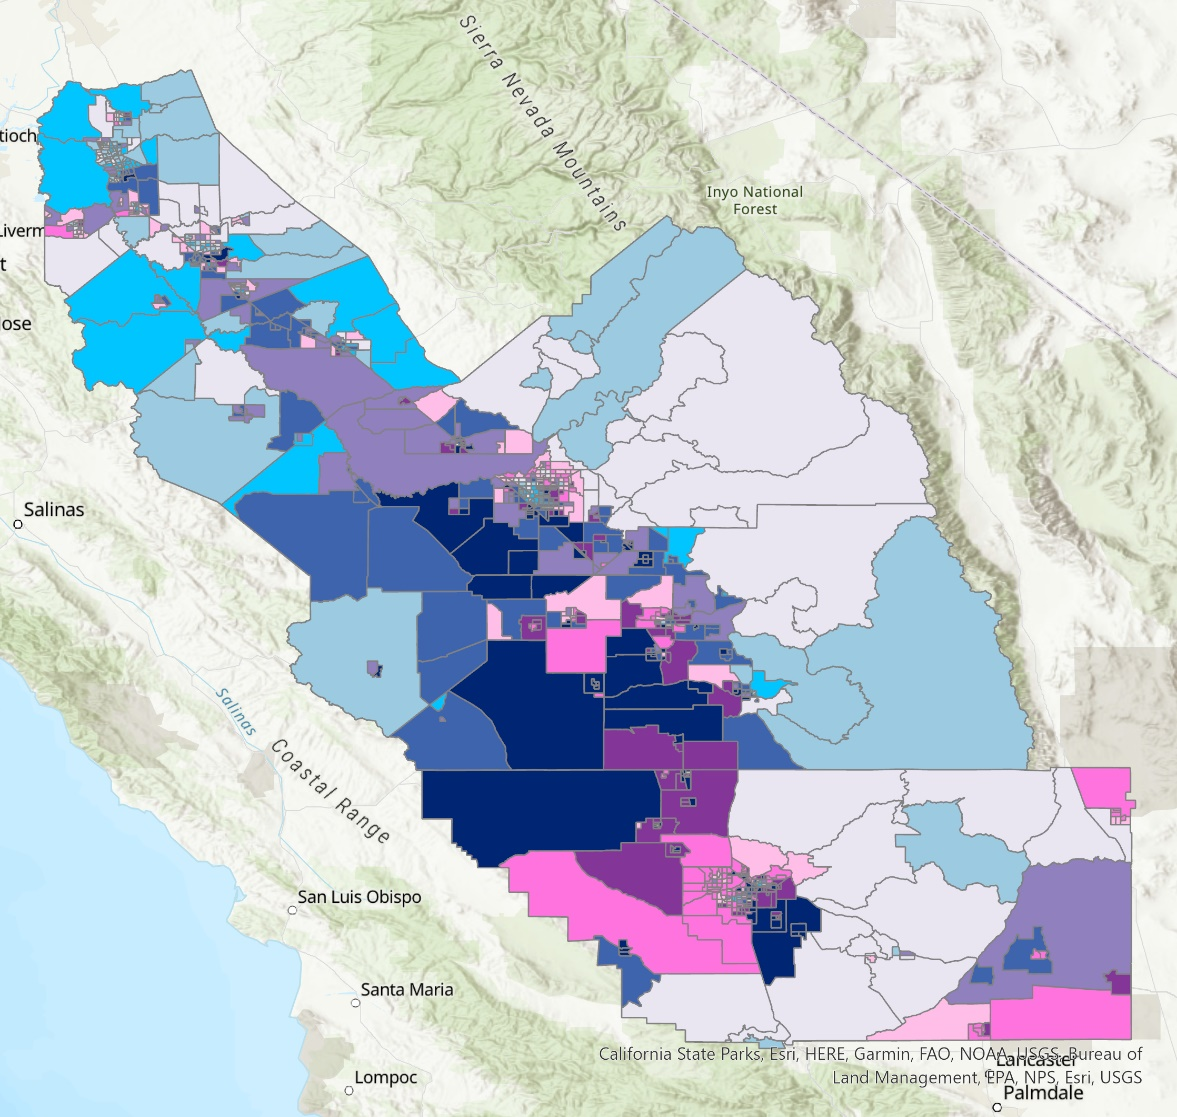 Sierra Nevada Mountains
tioch
Inyo National
Forest
Liverm
t
ose
Salinas
Salinas
Coastal Range
San Luis Obispo
Santa Maria
California State Parks, Esri, HERE, Garmin, FAO, NOAA, USGS, Bureau of
Lancaster
Land Management, EPA, NPS, Esri, USGS
Lompoc
Palmdale